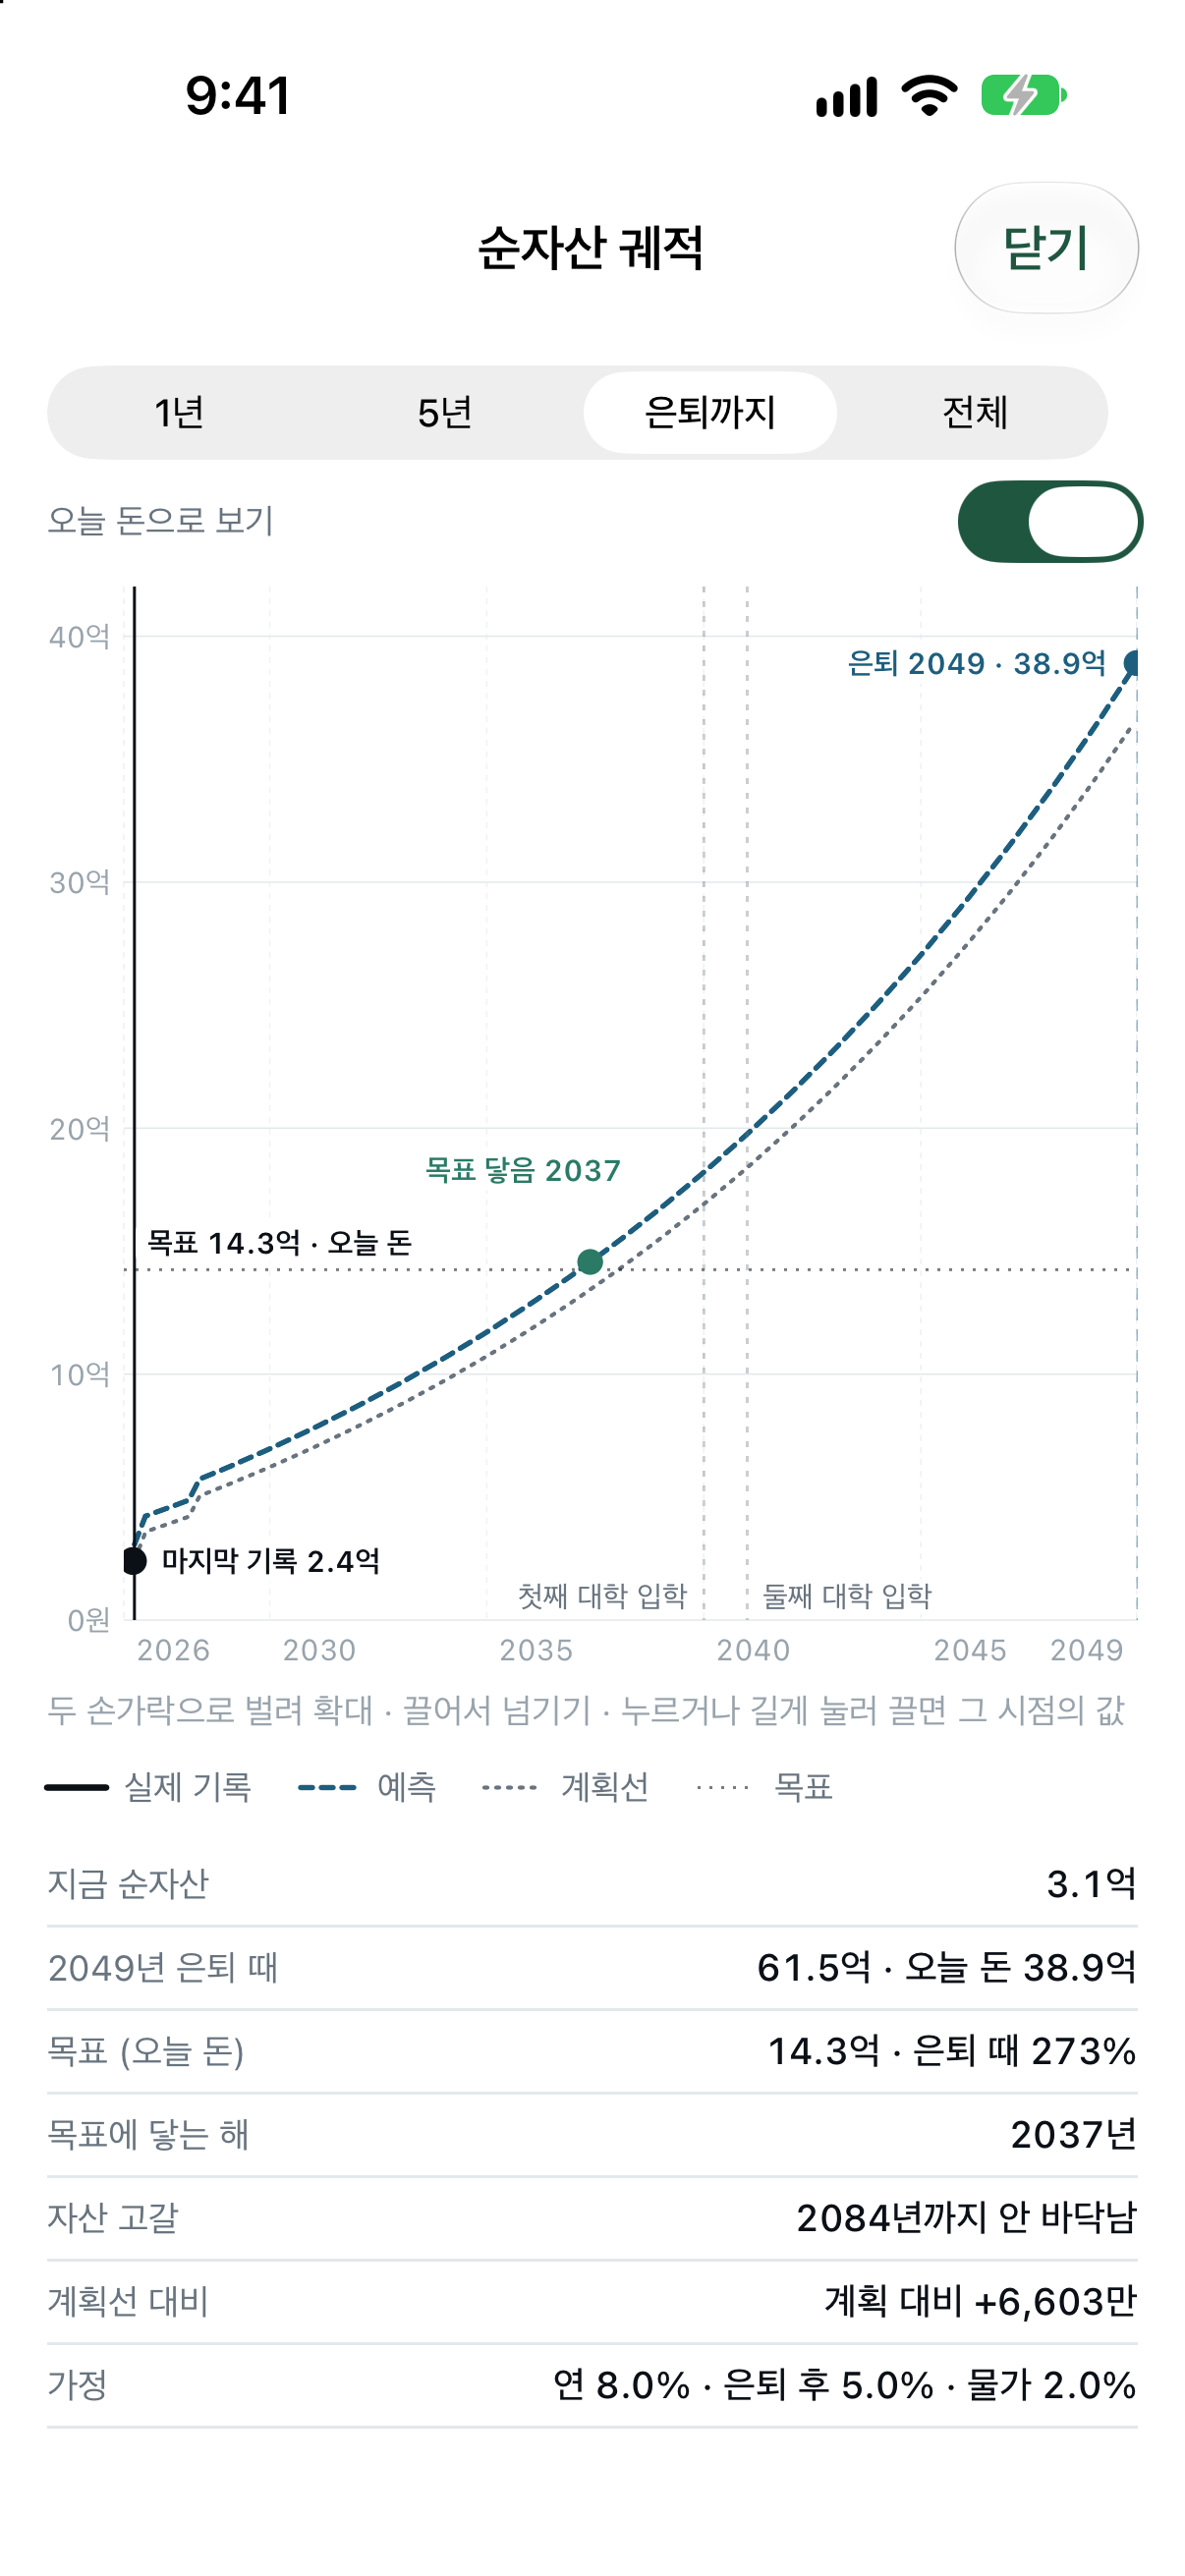 9:41
순자산 궤적
닫기
1년 5년 은퇴까지 전체
오늘 돈으로 보기
40억
은퇴 2049 · 38.9억
30억
20억
목표 닿음 2037
목표 14.3억 · 오늘 돈
10억
마지막 기록 2.4억
첫째 대학 입학 둘째 대학 입학
0원
2026 2030 2035 2040 2045 2049
두 손가락으로 벌려 확대 · 끌어서 넘기기 · 누르거나 길게 눌러 끌면 그 시점의 값
실제 기록 예측 계획선 목표
지금 순자산 3.1억
2049년 은퇴 때 61.5억 · 오늘 돈 38.9억
목표 (오늘 돈) 14.3억 · 은퇴 때 273%
목표에 닿는 해 2037년
자산 고갈 2084년까지 안 바닥남
계획선 대비 계획 대비 +6,603만
가정 연 8.0% · 은퇴 후 5.0% · 물가 2.0%